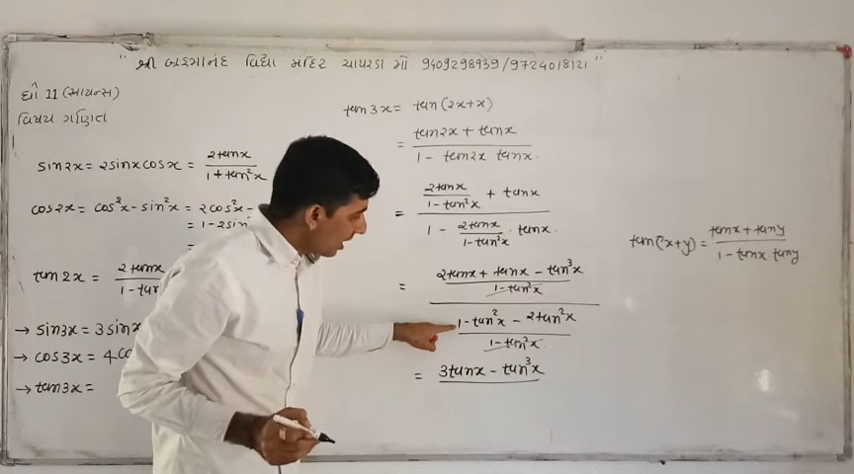 " શ્રી બ્રહ્માનંદ વિદ્યા મંદિર ચાપરડા માં 9409298939/9724018121 "
ધો 11 (સાયન્સ)
વિષય ગણિત
sin2x = 2sinxcosx = 2tanx / 1 + tan²x
cos2x = cos²x - sin²x = 2cos²x -
= 1 - 2sin
=
tan2x = 2tanx / 1 - tan
→ sin3x = 3sinx
→ cos3x = 4co
→ tan3x =
tan3x = tan(2x+x)
= tan2x + tanx / 1 - tan2x tanx.
= 2tanx / 1 - tan²x + tanx / 1 - 2tanx / 1 - tan²x . tanx.
= 2tanx + tanx - tan³x / 1 - tan²x
1 - tan²x - 2tan²x / 1 - tan²x
= 3tanx - tan³x
tan(x+y) = tanx + tany / 1 - tanx tany